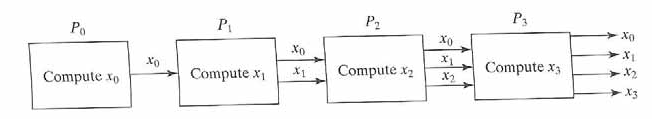 P0 P1 P2 P3
Compute x0
x0
Compute x1
x0
x1
Compute x2
x0
x1
x2
Compute x3
x0
x1
x2
x3